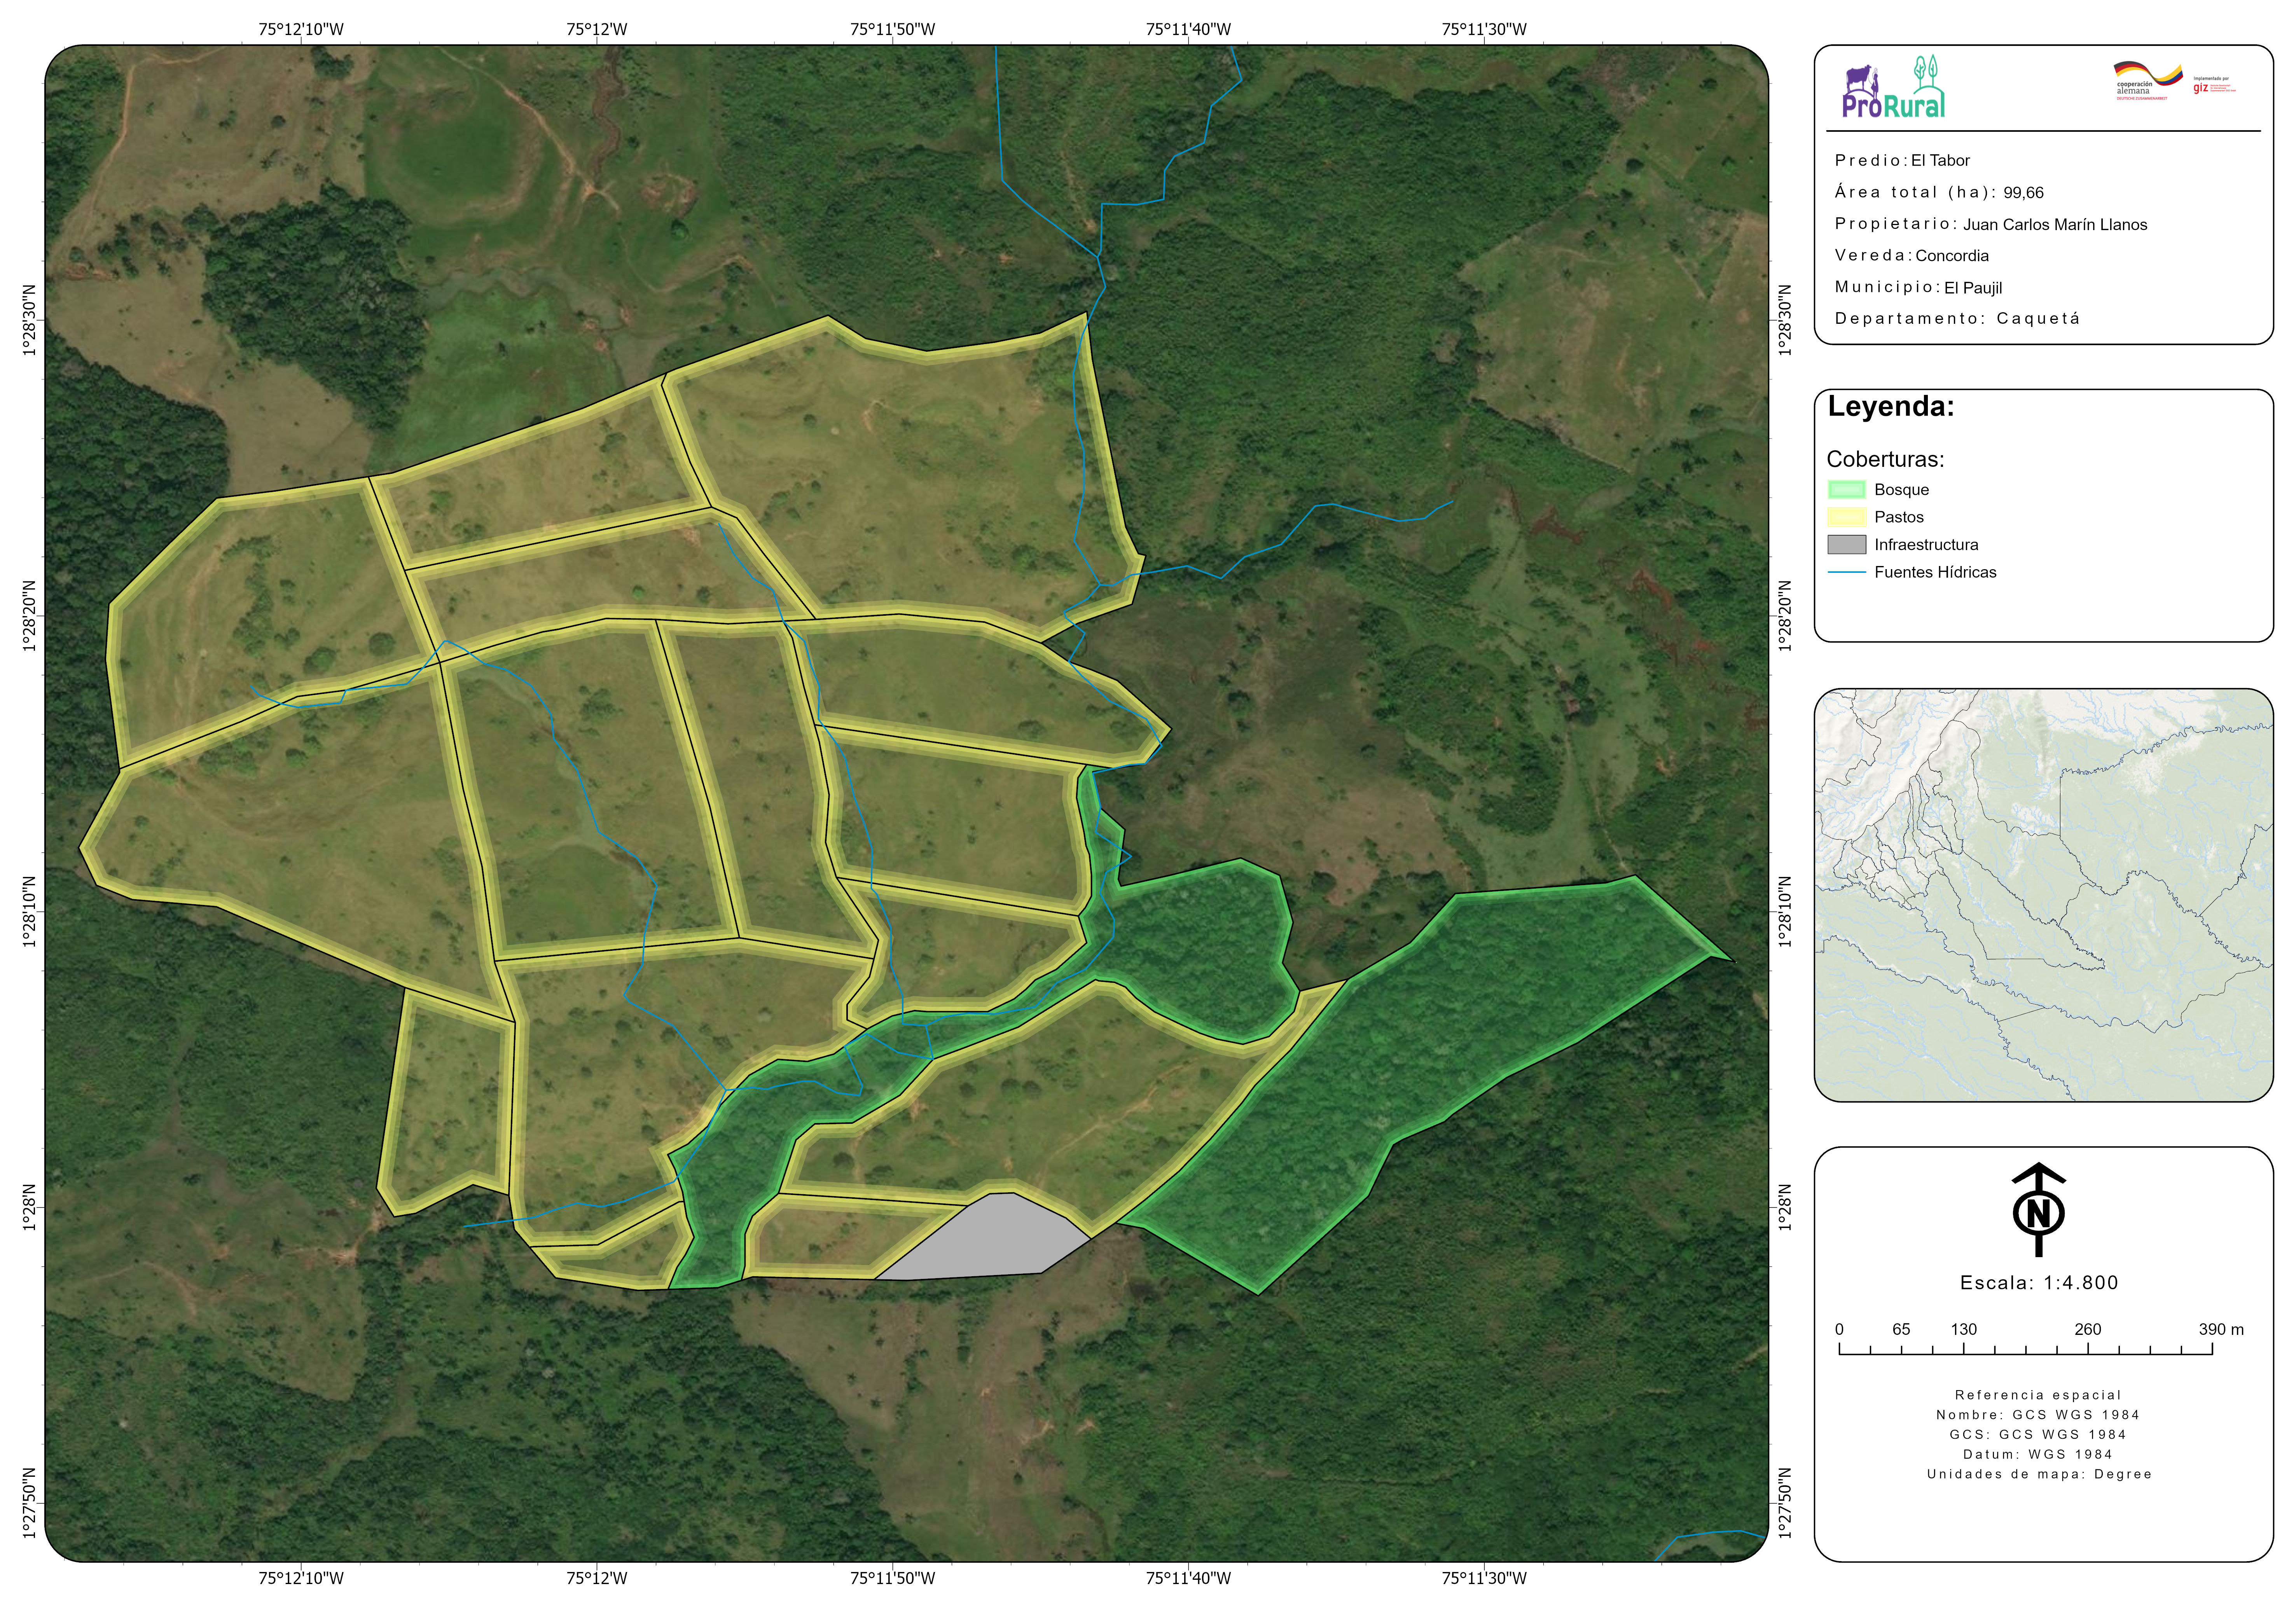 75°12'10"W 75°12'W 75°11'50"W 75°11'40"W 75°11'30"W
1°28'30"N
1°28'20"N
1°28'10"N
1°28'N
1°27'50"N
1°28'30"N
1°28'20"N
1°28'10"N
1°28'N
1°27'50"N
75°12'10"W 75°12'W 75°11'50"W 75°11'40"W 75°11'30"W
ProRural
cooperación
alemana
DEUTSCHE ZUSAMMENARBEIT
Implementada por
giz
Predio: El Tabor
Área total (ha): 99,66
Propietario: Juan Carlos Marín Llanos
Vereda: Concordia
Municipio: El Paujil
Departamento: Caquetá
Leyenda:
Coberturas:
Bosque
Pastos
Infraestructura
Fuentes Hídricas
N
Escala: 1:4.800
0 65 130 260 390 m
Referencia espacial
Nombre: GCS WGS 1984
GCS: GCS WGS 1984
Datum: WGS 1984
Unidades de mapa: Degree